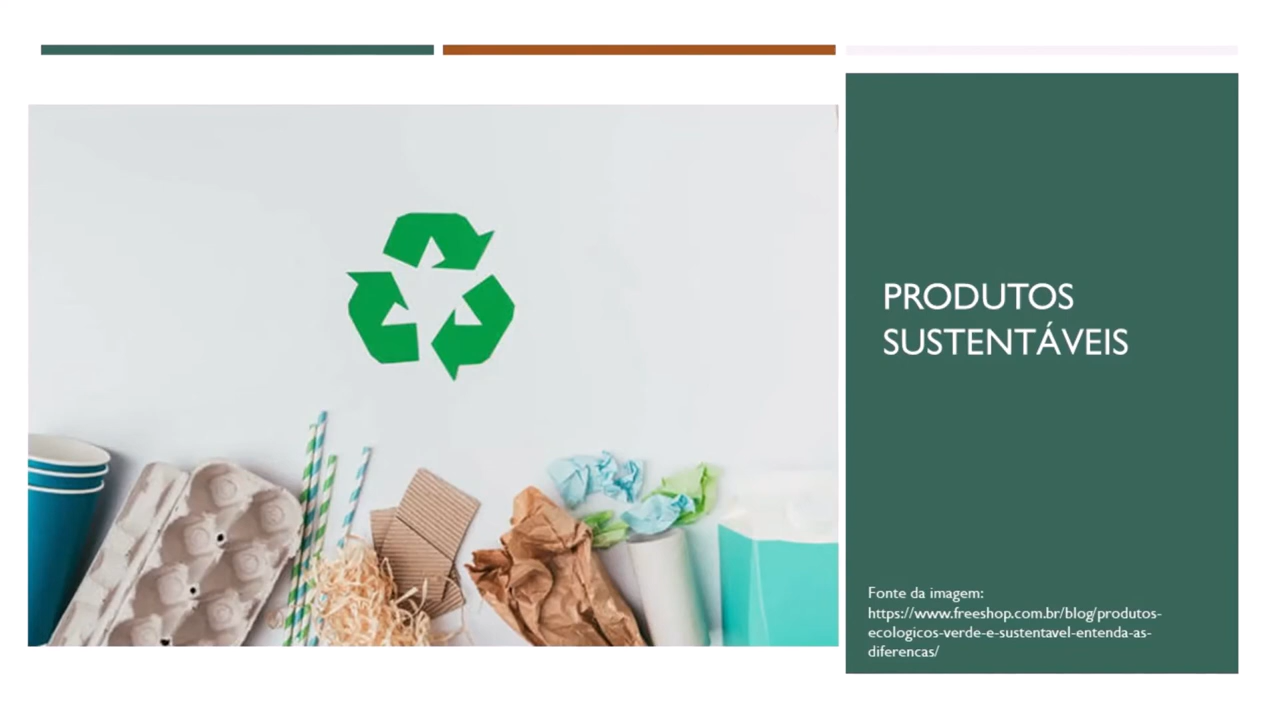 PRODUTOS
SUSTENTÁVEIS
Fonte da imagem:
https://www.freeshop.com.br/blog/produtos-
ecologicos-verde-e-sustentavel-entenda-as-
diferencas/